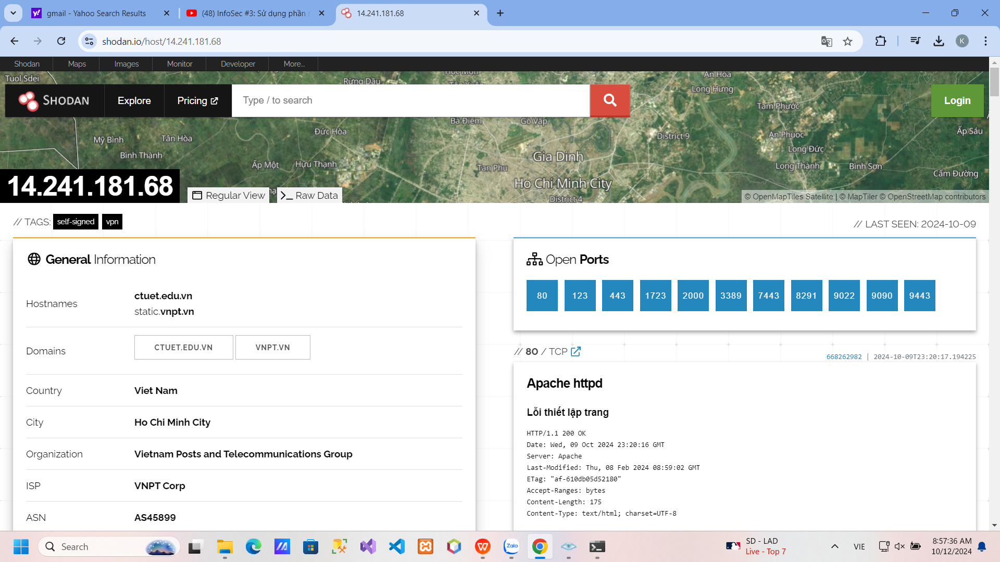 gmail - Yahoo Search Results
(48) InfoSec #3: Sử dụng phần
14.241.181.68
shodan.io/host/14.241.181.68
K
Shodan
Maps
Images
Monitor
Developer
More...
Tuol Sdei
Rừng Dầu
An Hòa
Long Hưng
SHODAN
Explore
Pricing
Type / to search
Login
Tam Phước
Bà Điểm
Gò Vấp
Đức Hòa
Mỹ Bình
Tân Hòa
District 9
An Phuoc
Ấp Sáu
Bình Thành
Gia Dinh
Long Đức
Ấp Một
Hựu Thạnh
Tan Phu
Long Thành
Bình Sơn
Cẩm Đường
Ho Chi Minh City
District 4
14.241.181.68
Regular View
Raw Data
© OpenMapTiles Satellite | © MapTiler © OpenStreetMap contributors
// TAGS: self-signed vpn
// LAST SEEN: 2024-10-09
General Information
Hostnames
ctuet.edu.vn
static.vnpt.vn
Domains
CTUET.EDU.VN
VNPT.VN
Country
Viet Nam
City
Ho Chi Minh City
Organization
Vietnam Posts and Telecommunications Group
ISP
VNPT Corp
ASN
AS45899
Open Ports
80 123 443 1723 2000 3389 7443 8291 9022 9090 9443
// 80 / TCP
668262982 | 2024-10-09T23:20:17.194225
Apache httpd
Lỗi thiết lập trang
HTTP/1.1 200 OK
Date: Wed, 09 Oct 2024 23:20:16 GMT
Server: Apache
Last-Modified: Thu, 08 Feb 2024 08:59:02 GMT
ETag: "af-610db05d52180"
Accept-Ranges: bytes
Content-Length: 175
Content-Type: text/html; charset=UTF-8
Search
Zalo
SD - LAD
Live - Top 7
VIE
8:57:36 AM
10/12/2024